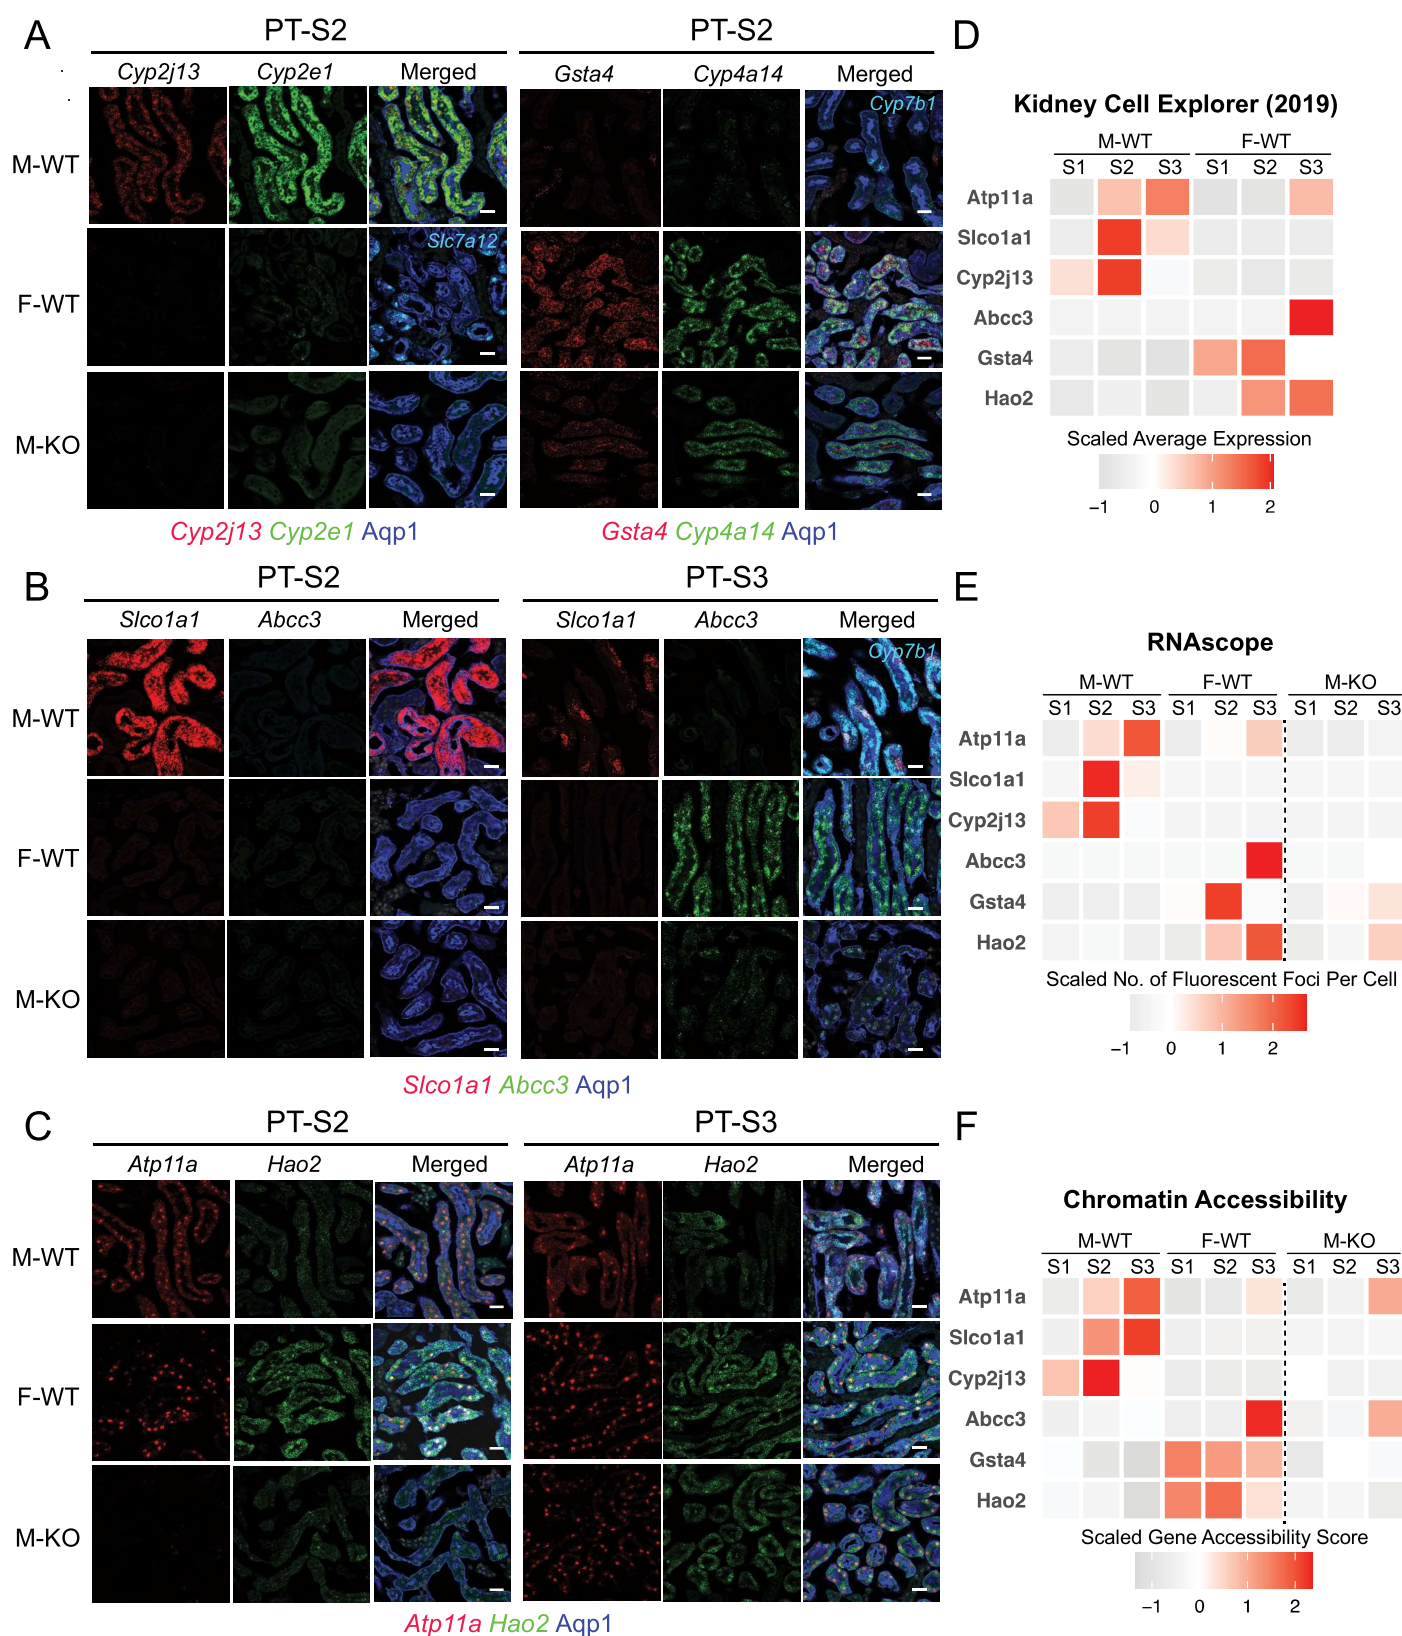 A
PT-S2 PT-S2
Cyp2j13 Cyp2e1 Merged Gsta4 Cyp4a14 Merged
Cyp7b1
M-WT
Slc7a12
F-WT
M-KO
Cyp2j13 Cyp2e1 Aqp1 Gsta4 Cyp4a14 Aqp1
B
PT-S2 PT-S3
Slco1a1 Abcc3 Merged Slco1a1 Abcc3 Merged
Cyp7b1
M-WT
F-WT
M-KO
Slco1a1 Abcc3 Aqp1
C
PT-S2 PT-S3
Atp11a Hao2 Merged Atp11a Hao2 Merged
M-WT
F-WT
M-KO
Atp11a Hao2 Aqp1
D
Kidney Cell Explorer (2019)
M-WT F-WT
S1 S2 S3 S1 S2 S3
Atp11a
Slco1a1
Cyp2j13
Abcc3
Gsta4
Hao2
Scaled Average Expression
−1 0 1 2
E
RNAscope
M-WT F-WT M-KO
S1 S2 S3 S1 S2 S3 S1 S2 S3
Atp11a
Slco1a1
Cyp2j13
Abcc3
Gsta4
Hao2
Scaled No. of Fluorescent Foci Per Cell
−1 0 1 2
F
Chromatin Accessibility
M-WT F-WT M-KO
S1 S2 S3 S1 S2 S3 S1 S2 S3
Atp11a
Slco1a1
Cyp2j13
Abcc3
Gsta4
Hao2
Scaled Gene Accessibility Score
−1 0 1 2